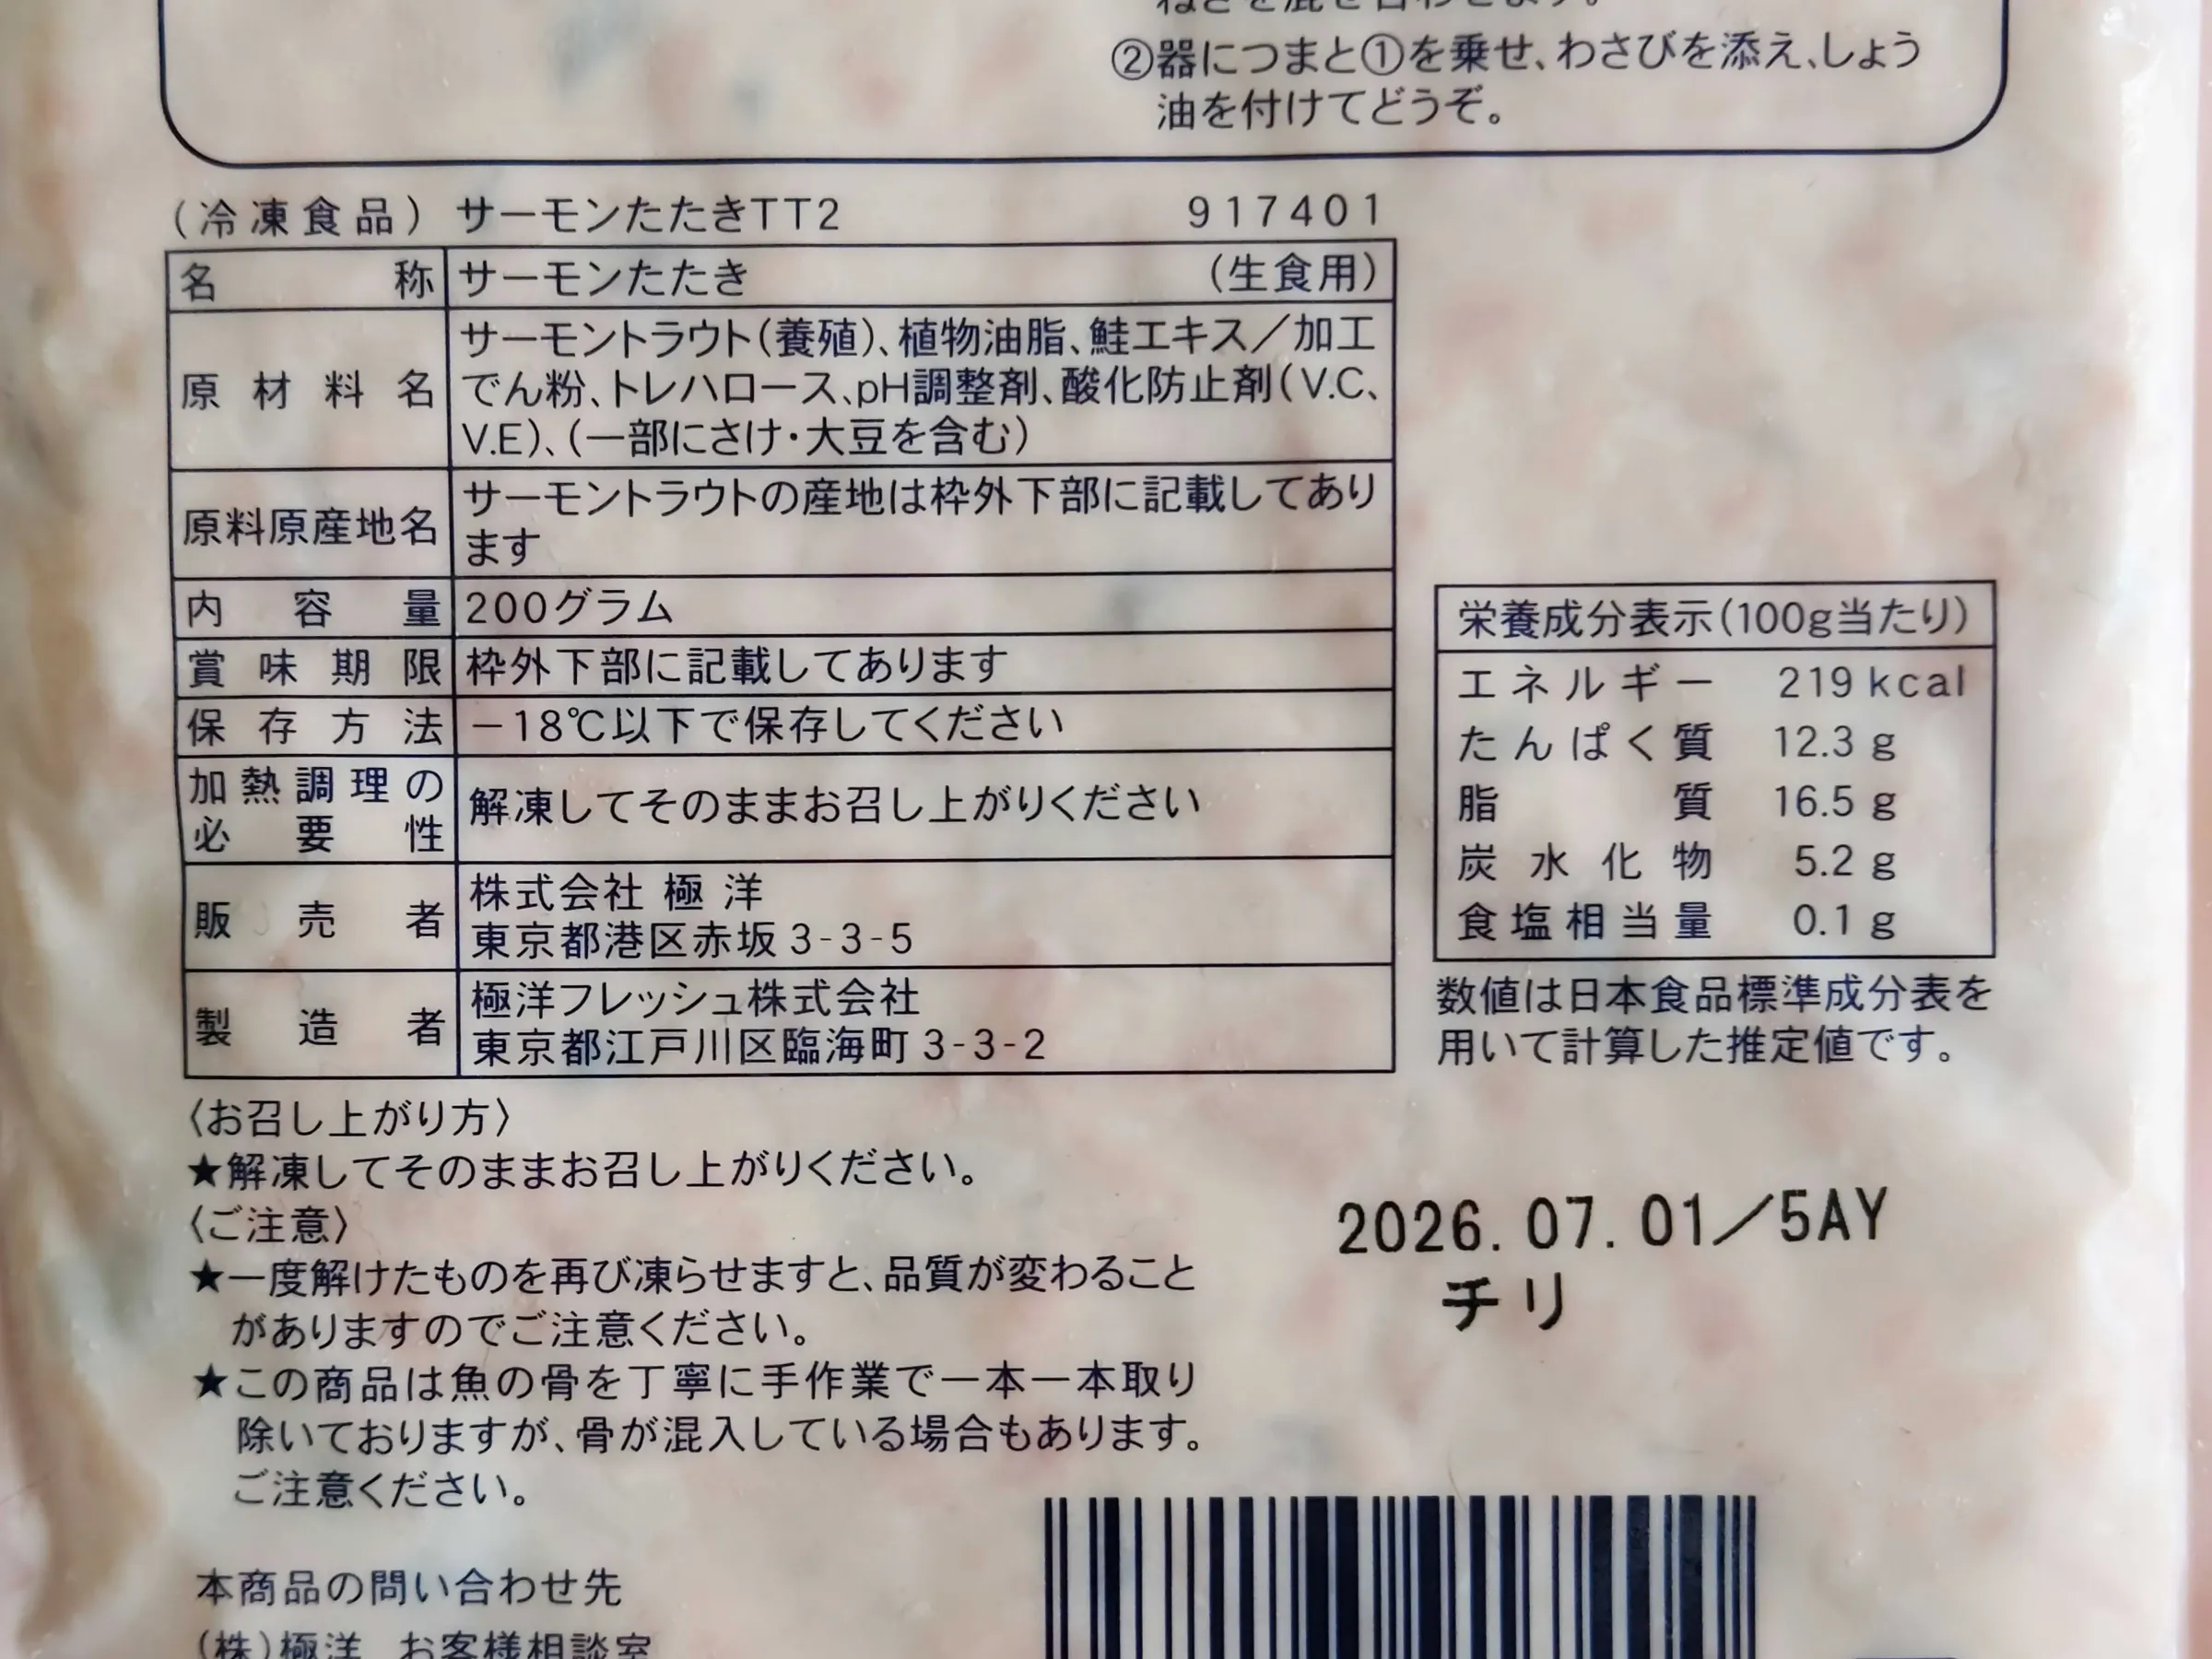 ねぎを混ぜ合わせます。
②器につまと①を乗せ、わさびを添え、しょう
油を付けてどうぞ。
(冷凍食品) サーモンたたきTT2 917401
名称 サーモンたたき (生食用)
原材料名 サーモントラウト(養殖)、植物油脂、鮭エキス／加工
でん粉、トレハロース、pH調整剤、酸化防止剤(V.C、
V.E)、(一部にさけ・大豆を含む)
原料原産地名 サーモントラウトの産地は枠外下部に記載してあり
ます
内容量 200グラム
賞味期限 枠外下部に記載してあります
保存方法 －18℃以下で保存してください
加熱調理の
必要性 解凍してそのままお召し上がりください
販売者 株式会社 極洋
東京都港区赤坂3-3-5
製造者 極洋フレッシュ株式会社
東京都江戸川区臨海町3-3-2
栄養成分表示(100g当たり)
エネルギー 219kcal
たんぱく質 12.3g
脂質 16.5g
炭水化物 5.2g
食塩相当量 0.1g
数値は日本食品標準成分表を
用いて計算した推定値です。
〈お召し上がり方〉
★解凍してそのままお召し上がりください。
〈ご注意〉
★一度解けたものを再び凍らせますと、品質が変わること
がありますのでご注意ください。
★この商品は魚の骨を丁寧に手作業で一本一本取り
除いておりますが、骨が混入している場合もあります。
ご注意ください。
2026.07.01／5AY
チリ
本商品の問い合わせ先
(株)極洋 お客様相談室